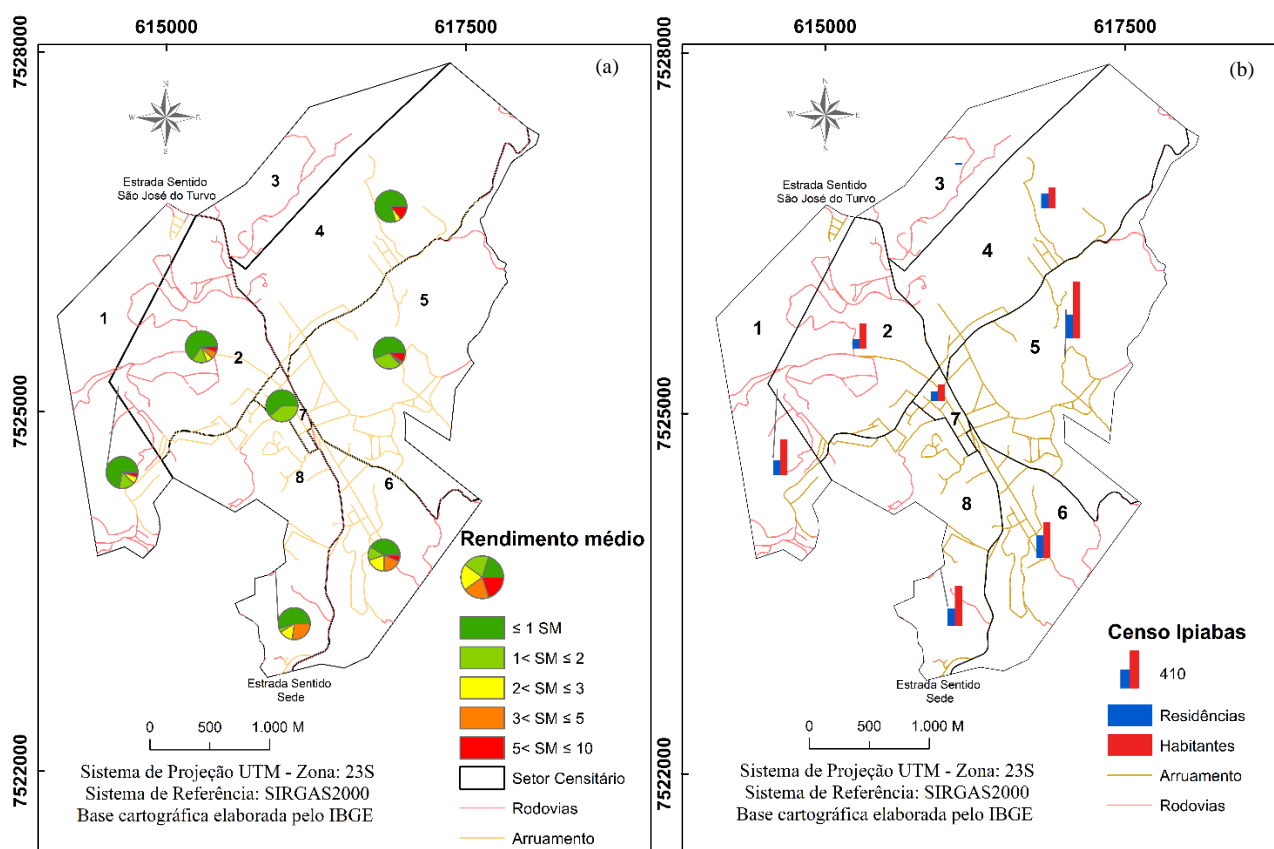 615000
617500
7528000
7525000
7522000
(a)
N
W
E
S
Estrada Sentido
São José do Turvo
3
4
1
5
2
7
8
6
Rendimento médio
≤ 1 SM
1< SM ≤ 2
2< SM ≤ 3
3< SM ≤ 5
5< SM ≤ 10
Setor Censitário
Rodovias
Arruamento
Estrada Sentido
Sede
0 500 1.000 M
Sistema de Projeção UTM - Zona: 23S
Sistema de Referência: SIRGAS2000
Base cartográfica elaborada pelo IBGE
615000
617500
7528000
7525000
7522000
(b)
N
W
E
S
Estrada Sentido
São José do Turvo
3
4
1
2
5
7
8
6
Censo Ipiabas
410
Residências
Habitantes
Arruamento
Rodovias
Estrada Sentido
Sede
0 500 1.000 M
Sistema de Projeção UTM - Zona: 23S
Sistema de Referência: SIRGAS2000
Base cartográfica elaborada pelo IBGE